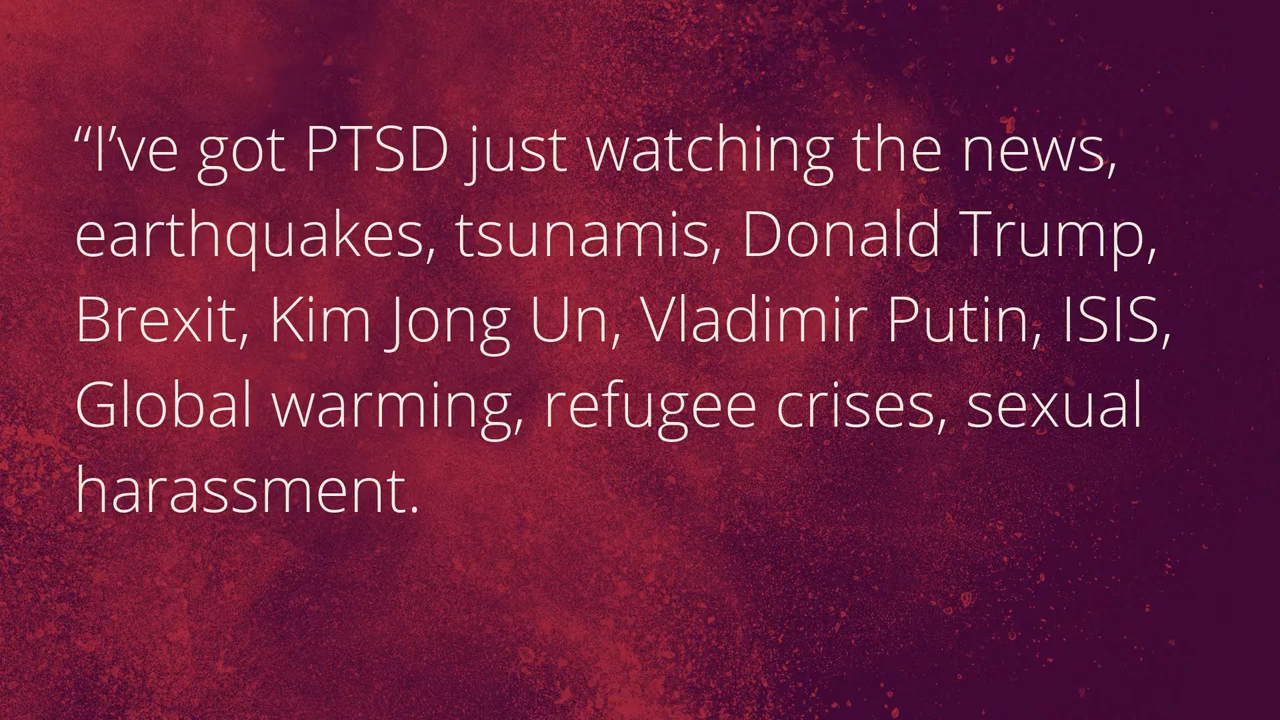 “I’ve got PTSD just watching the news,
earthquakes, tsunamis, Donald Trump,
Brexit, Kim Jong Un, Vladimir Putin, ISIS,
Global warming, refugee crises, sexual
harassment.